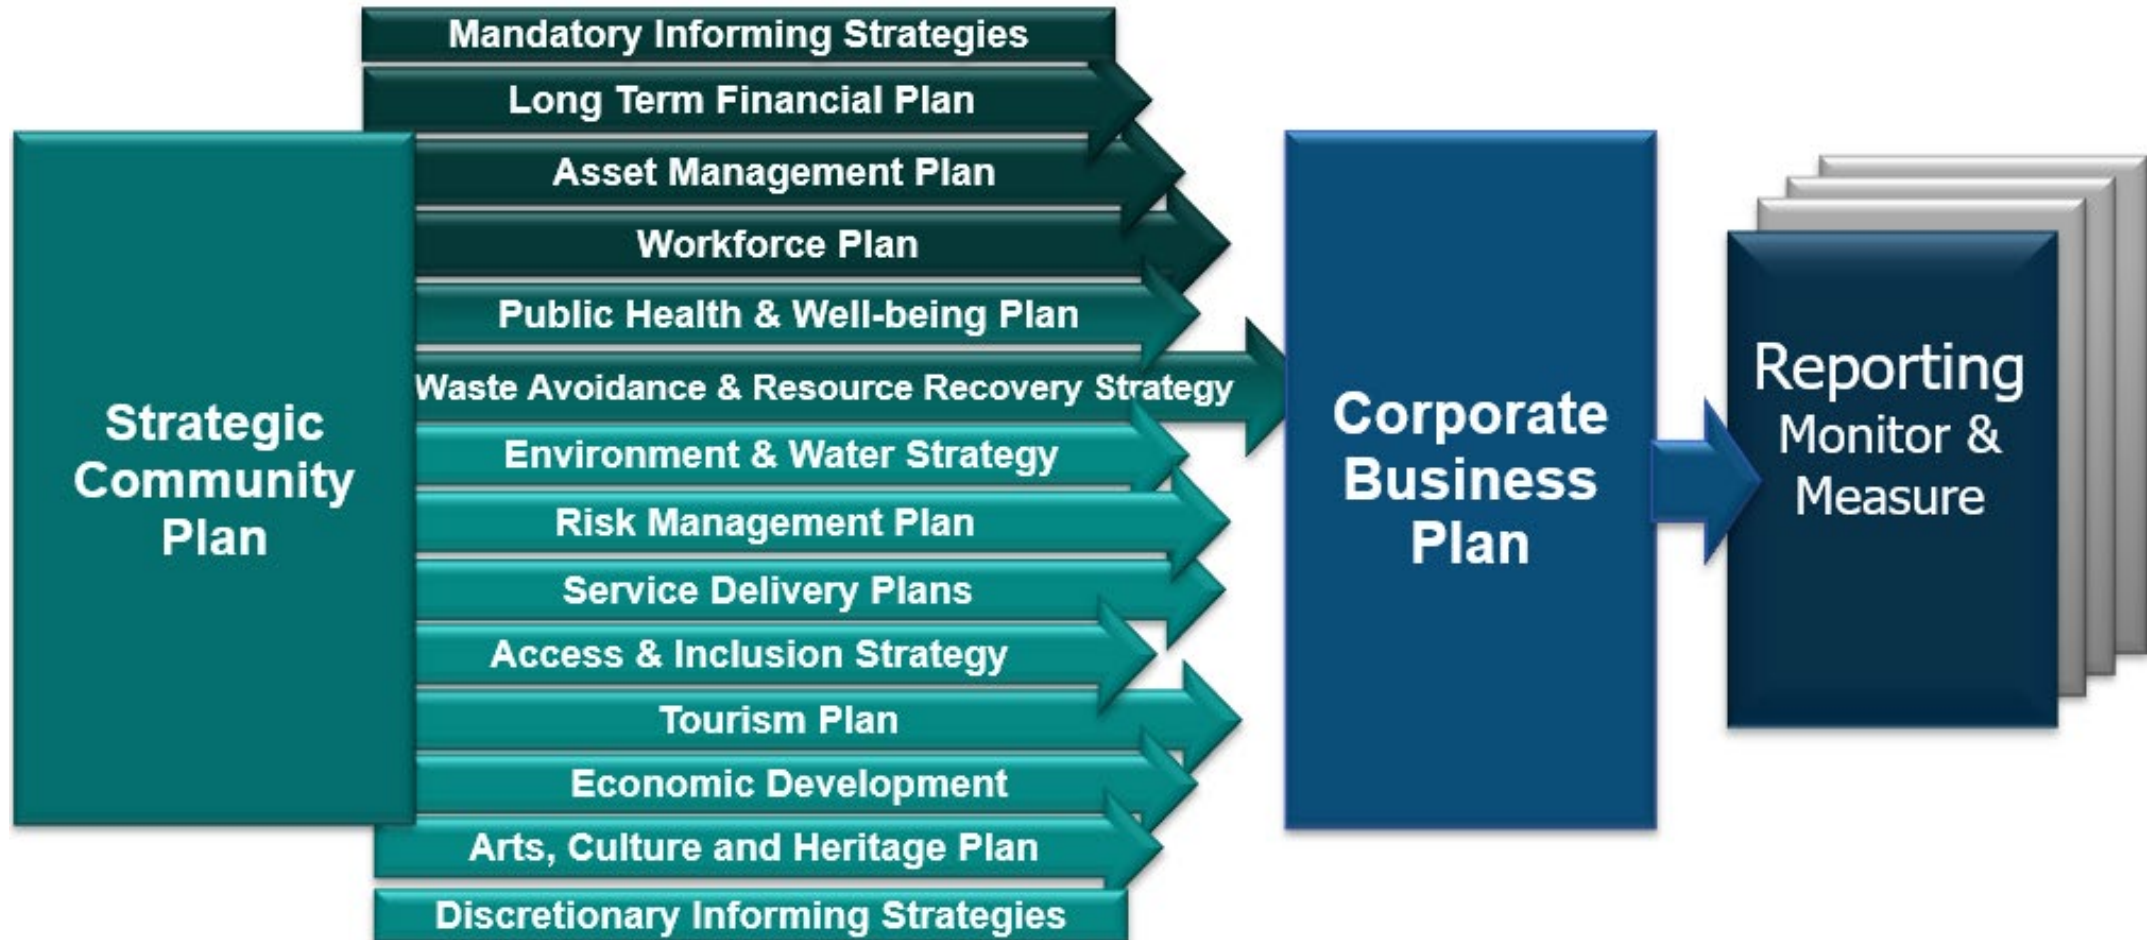 Mandatory Informing Strategies
Long Term Financial Plan
Asset Management Plan
Workforce Plan
Public Health & Well-being Plan
Waste Avoidance & Resource Recovery Strategy
Environment & Water Strategy
Risk Management Plan
Service Delivery Plans
Access & Inclusion Strategy
Tourism Plan
Economic Development
Arts, Culture and Heritage Plan
Discretionary Informing Strategies
Strategic
Community
Plan
Corporate
Business
Plan
Reporting
Monitor &
Measure